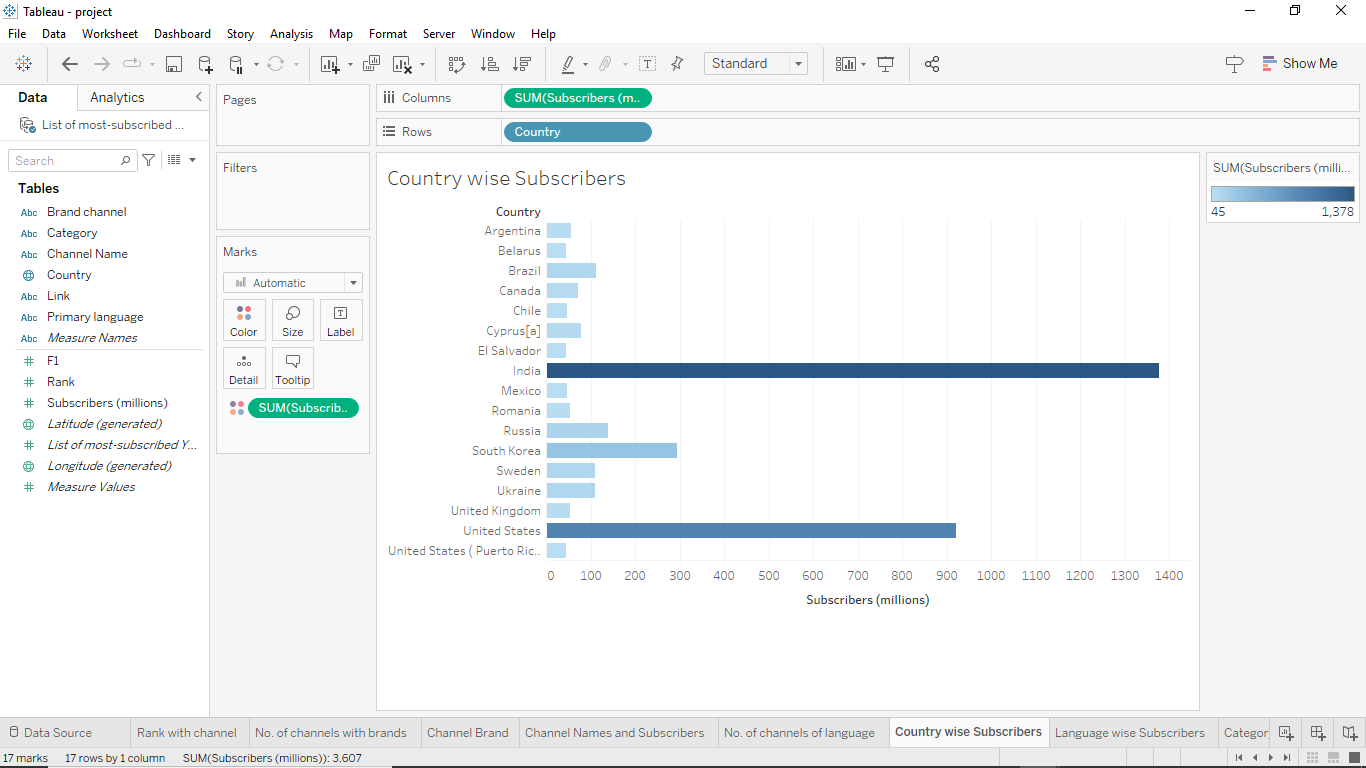 Tableau - project
File Data Worksheet Dashboard Story Analysis Map Format Server Window Help
Standard
Show Me
Data Analytics
List of most-subscribed ...
Search
Tables
Abc Brand channel
Abc Category
Abc Channel Name
Country
Abc Link
Abc Primary language
Abc Measure Names
# F1
# Rank
# Subscribers (millions)
Latitude (generated)
# List of most-subscribed Y...
Longitude (generated)
# Measure Values
Pages
Filters
Marks
Automatic
Color Size Label
Detail Tooltip
SUM(Subscrib..
Columns SUM(Subscribers (m..
Rows Country
Country wise Subscribers
Country
Argentina
Belarus
Brazil
Canada
Chile
Cyprus[a]
El Salvador
India
Mexico
Romania
Russia
South Korea
Sweden
Ukraine
United Kingdom
United States
United States ( Puerto Ric..
0 100 200 300 400 500 600 700 800 900 1000 1100 1200 1300 1400
Subscribers (millions)
SUM(Subscribers (milli...
45 1,378
Data Source Rank with channel No. of channels with brands Channel Brand Channel Names and Subscribers No. of channels of language Country wise Subscribers Language wise Subscribers Categor
17 marks 17 rows by 1 column SUM(Subscribers (millions)): 3.607